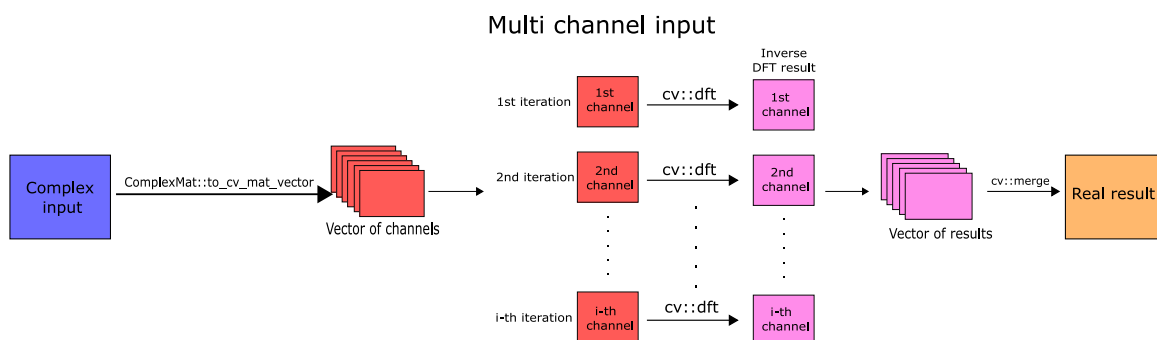 Multi channel input
Inverse
DFT result
1st iteration
1st
channel
cv::dft
1st
channel
Complex
input
ComplexMat::to_cv_mat_vector
Vector of channels
2nd iteration
2nd
channel
cv::dft
2nd
channel
Vector of results
cv::merge
Real result
i-th iteration
i-th
channel
cv::dft
i-th
channel